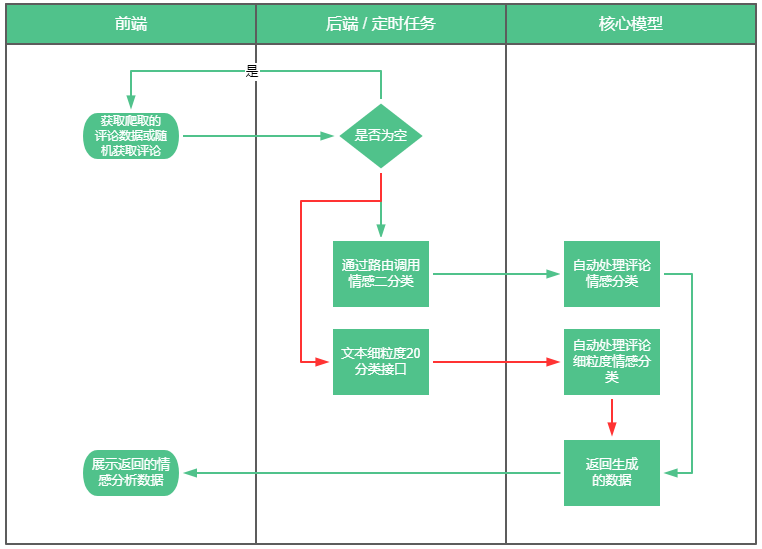 前端
后端 / 定时任务
核心模型
是
获取爬取的
评论数据或随
机获取评论
是否为空
通过路由调用
情感二分类
自动处理评论
情感分类
文本细粒度20
分类接口
自动处理评论
细粒度情感分
类
展示返回的情
感分析数据
返回生成
的数据